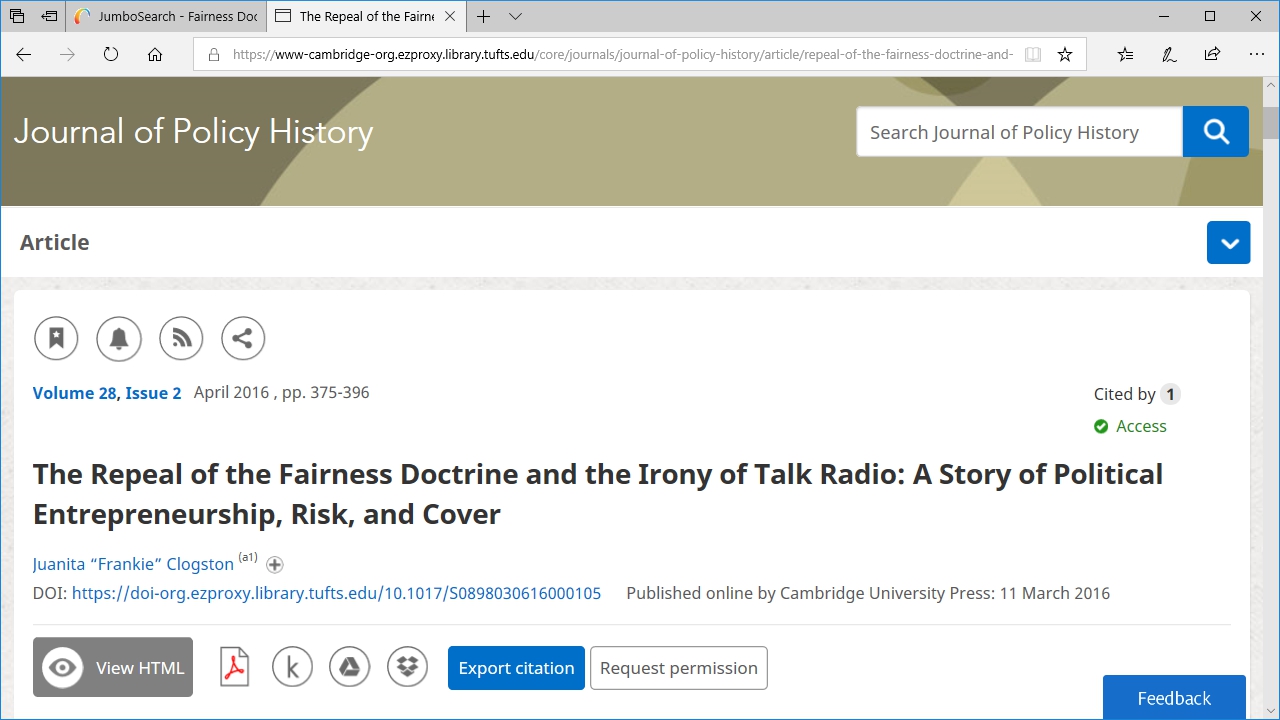 JumboSearch - Fairness Doc
The Repeal of the Fairne
https://www-cambridge-org.ezproxy.library.tufts.edu/core/journals/journal-of-policy-history/article/repeal-of-the-fairness-doctrine-and-
Journal of Policy History
Search Journal of Policy History
Article
Volume 28, Issue 2 April 2016 , pp. 375-396
Cited by 1
Access
The Repeal of the Fairness Doctrine and the Irony of Talk Radio: A Story of Political
Entrepreneurship, Risk, and Cover
Juanita “Frankie” Clogston (a1)
DOI: https://doi-org.ezproxy.library.tufts.edu/10.1017/S0898030616000105 Published online by Cambridge University Press: 11 March 2016
View HTML k Export citation Request permission
Feedback